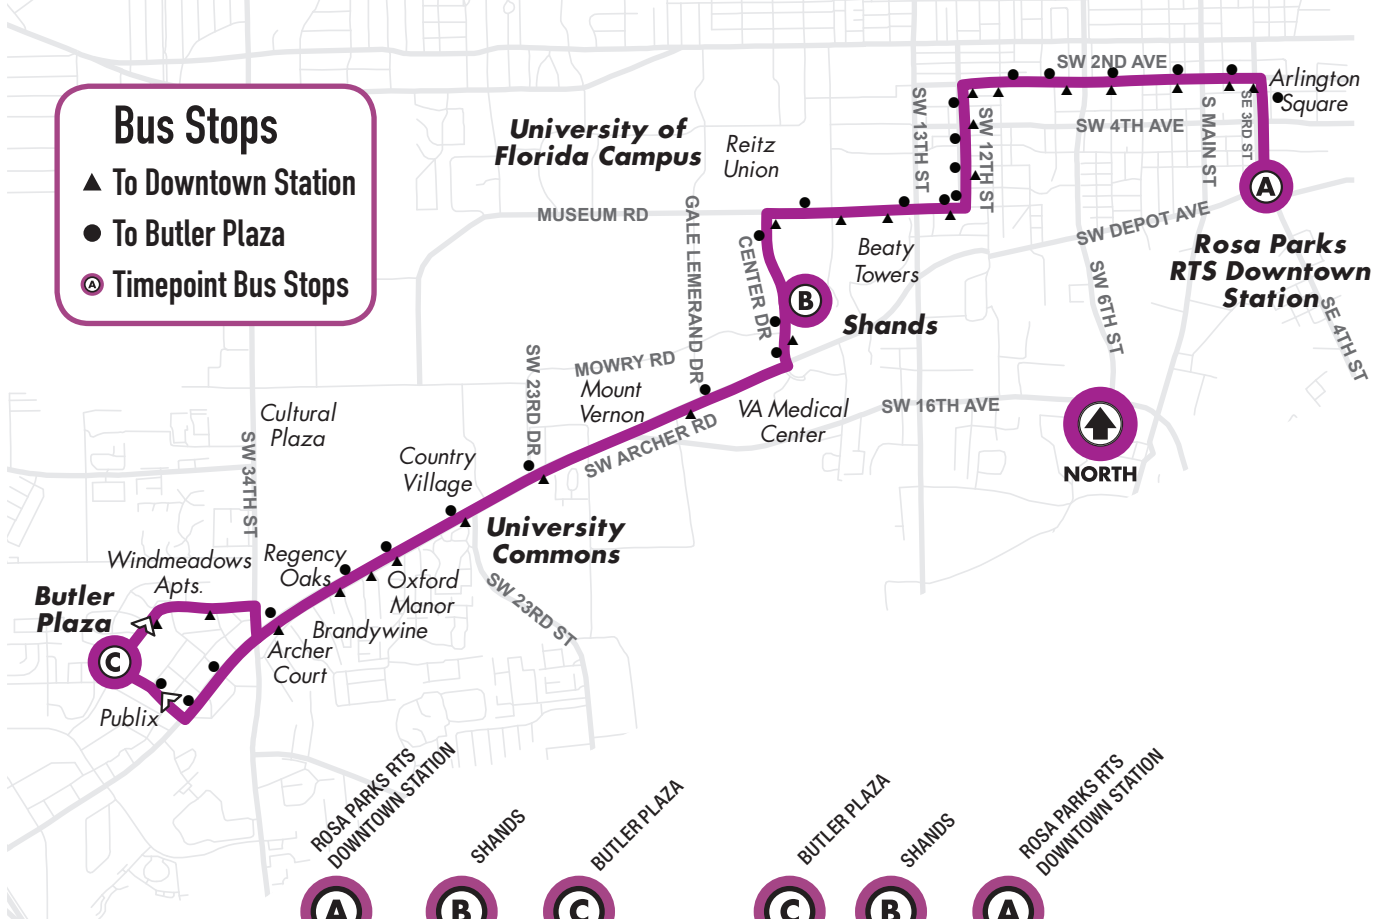 Bus Stops
To Downtown Station
To Butler Plaza
A Timepoint Bus Stops
University of
Florida Campus
Reitz
Union
MUSEUM RD
GALE LEMERAND DR
CENTER DR
SW 13TH ST
SW 12TH ST
SW 2ND AVE
SW 4TH AVE
S MAIN ST
SE 3RD ST
Arlington
Square
A
Rosa Parks
RTS Downtown
Station
SW DEPOT AVE
SW 6TH ST
SE 4TH ST
Beaty
Towers
B
Shands
MOWRY RD
Mount
Vernon
SW ARCHER RD
VA Medical
Center
SW 16TH AVE
NORTH
SW 23RD DR
Cultural
Plaza
SW 34TH ST
Country
Village
University
Commons
SW 23RD ST
Windmeadows
Apts.
Regency
Oaks
Oxford
Manor
Brandywine
Archer
Court
Butler
Plaza
C
Publix
ROSA PARKS RTS
DOWNTOWN STATION
SHANDS
BUTLER PLAZA
BUTLER PLAZA
SHANDS
ROSA PARKS RTS
DOWNTOWN STATION
A B C C B A